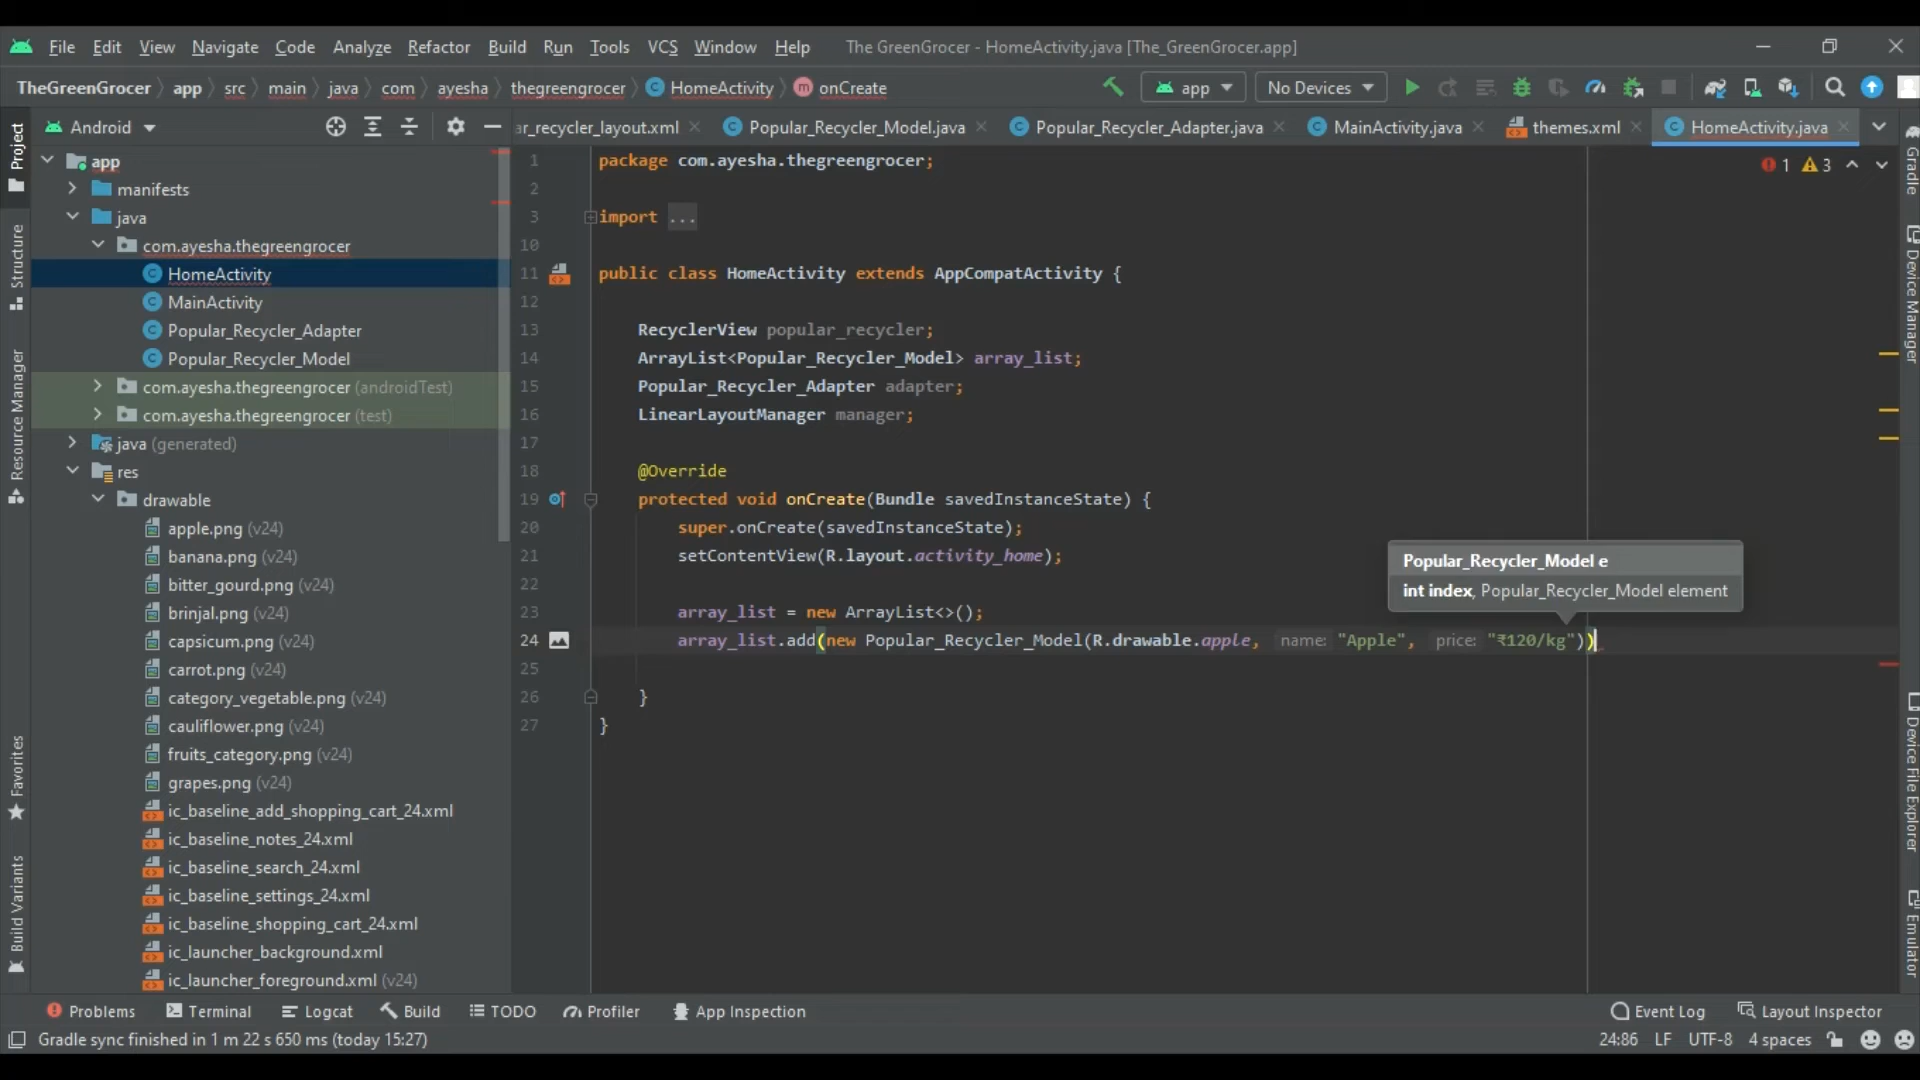 File Edit View Navigate Code Analyze Refactor Build Run Tools VCS Window Help The GreenGrocer - HomeActivity.java [The_GreenGrocer.app]
TheGreenGrocer app src main java com ayesha thegreengrocer HomeActivity onCreate app No Devices
Android ar_recycler_layout.xml Popular_Recycler_Model.java Popular_Recycler_Adapter.java MainActivity.java themes.xml HomeActivity.java
Project
Structure
Resource Manager
Favorites
Build Variants
app
manifests
java
com.ayesha.thegreengrocer
HomeActivity
MainActivity
Popular_Recycler_Adapter
Popular_Recycler_Model
com.ayesha.thegreengrocer (androidTest)
com.ayesha.thegreengrocer (test)
java (generated)
res
drawable
apple.png (v24)
banana.png (v24)
bitter_gourd.png (v24)
brinjal.png (v24)
capsicum.png (v24)
carrot.png (v24)
category_vegetable.png (v24)
cauliflower.png (v24)
fruits_category.png (v24)
grapes.png (v24)
ic_baseline_add_shopping_cart_24.xml
ic_baseline_notes_24.xml
ic_baseline_search_24.xml
ic_baseline_settings_24.xml
ic_baseline_shopping_cart_24.xml
ic_launcher_background.xml
ic_launcher_foreground.xml (v24)
1 package com.ayesha.thegreengrocer;
2
3 import ...
10
11 public class HomeActivity extends AppCompatActivity {
12
13 RecyclerView popular_recycler;
14 ArrayList<Popular_Recycler_Model> array_list;
15 Popular_Recycler_Adapter adapter;
16 LinearLayoutManager manager;
17
18 @Override
19 protected void onCreate(Bundle savedInstanceState) {
20 super.onCreate(savedInstanceState);
21 setContentView(R.layout.activity_home);
22
23 array_list = new ArrayList<>();
24 array_list.add(new Popular_Recycler_Model(R.drawable.apple, name: "Apple", price: "₹120/kg"))
25
26 }
27 }
1 3
Popular_Recycler_Model e
int index, Popular_Recycler_Model element
Gradle
Device Manager
Device File Explorer
Emulator
Problems Terminal Logcat Build TODO Profiler App Inspection Event Log Layout Inspector
Gradle sync finished in 1 m 22 s 650 ms (today 15:27) 24:86 LF UTF-8 4 spaces